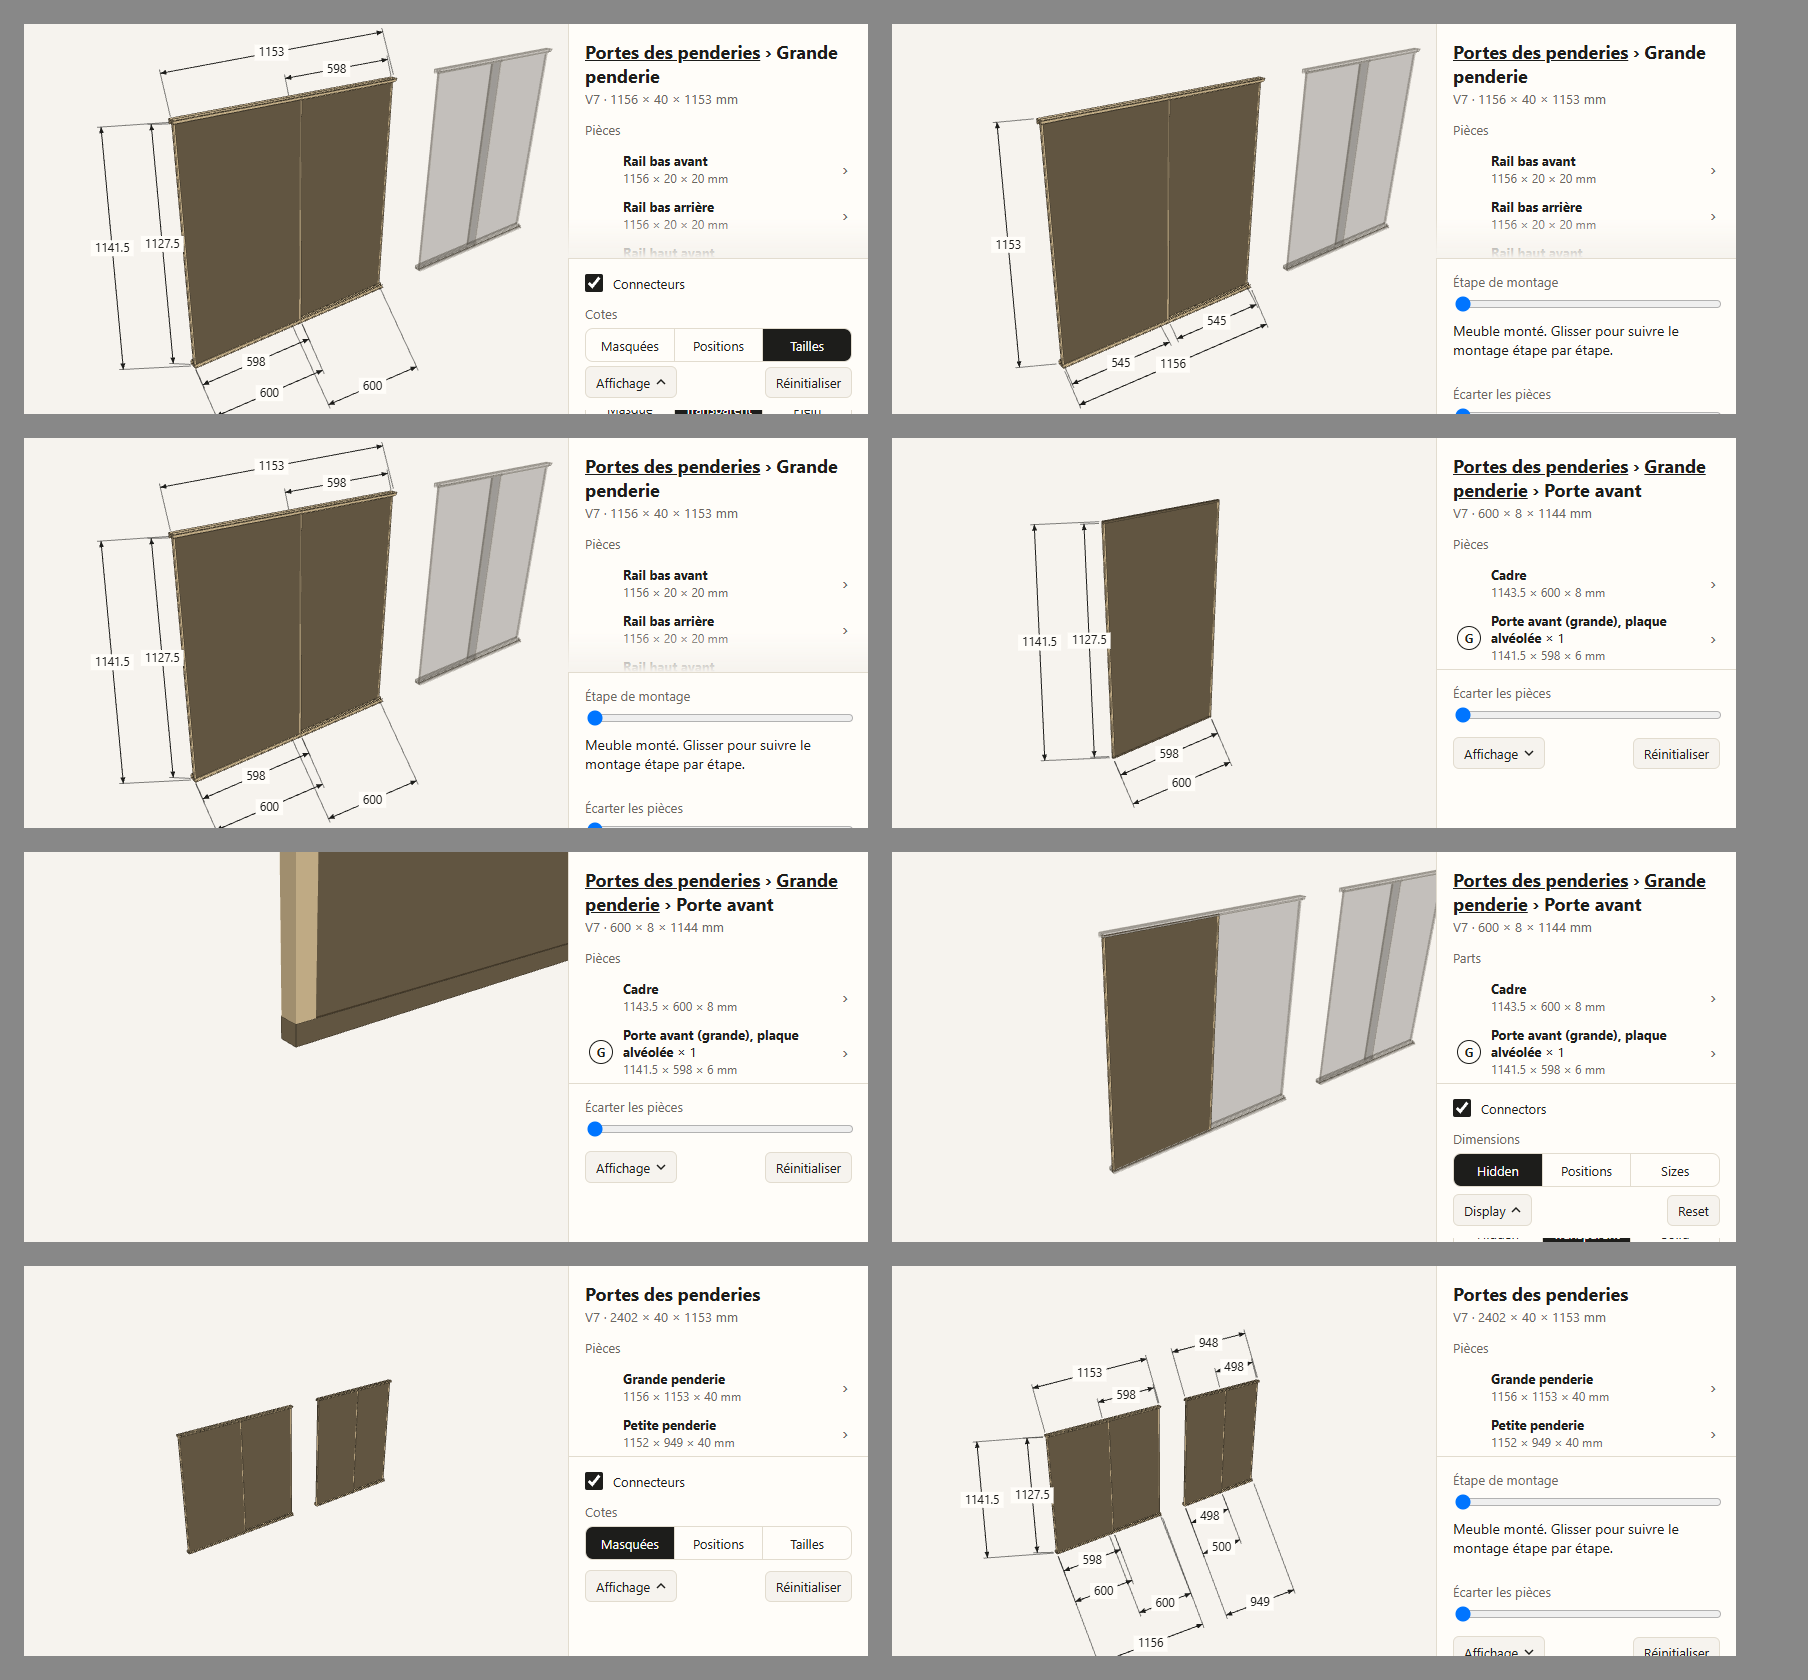 1153
598
1141.5
1127.5
598
600
600
Portes des penderies › Grande
penderie
V7 · 1156 × 40 × 1153 mm
Pièces
Rail bas avant
1156 × 20 × 20 mm
Rail bas arrière
1156 × 20 × 20 mm
Rail haut avant
Connecteurs
Cotes
Masquées Positions Tailles
Affichage Réinitialiser
Masqué Transparent Plein
1153
545
545
1156
Portes des penderies › Grande
penderie
V7 · 1156 × 40 × 1153 mm
Pièces
Rail bas avant
1156 × 20 × 20 mm
Rail bas arrière
1156 × 20 × 20 mm
Rail haut avant
Étape de montage
Meuble monté. Glisser pour suivre le
montage étape par étape.
Écarter les pièces
1153
598
1141.5
1127.5
598
600
600
Portes des penderies › Grande
penderie
V7 · 1156 × 40 × 1153 mm
Pièces
Rail bas avant
1156 × 20 × 20 mm
Rail bas arrière
1156 × 20 × 20 mm
Rail haut avant
Étape de montage
Meuble monté. Glisser pour suivre le
montage étape par étape.
Écarter les pièces
1141.5
1127.5
598
600
Portes des penderies › Grande
penderie › Porte avant
V7 · 600 × 8 × 1144 mm
Pièces
Cadre
1143.5 × 600 × 8 mm
G
Porte avant (grande), plaque
alvéolée × 1
1141.5 × 598 × 6 mm
Écarter les pièces
Affichage Réinitialiser
Portes des penderies › Grande
penderie › Porte avant
V7 · 600 × 8 × 1144 mm
Pièces
Cadre
1143.5 × 600 × 8 mm
G
Porte avant (grande), plaque
alvéolée × 1
1141.5 × 598 × 6 mm
Écarter les pièces
Affichage Réinitialiser
Portes des penderies › Grande
penderie › Porte avant
V7 · 600 × 8 × 1144 mm
Parts
Cadre
1143.5 × 600 × 8 mm
G
Porte avant (grande), plaque
alvéolée × 1
1141.5 × 598 × 6 mm
Connectors
Dimensions
Hidden Positions Sizes
Display Reset
Hidden Transparent Solid
Portes des penderies
V7 · 2402 × 40 × 1153 mm
Pièces
Grande penderie
1156 × 1153 × 40 mm
Petite penderie
1152 × 949 × 40 mm
Connecteurs
Cotes
Masquées Positions Tailles
Affichage Réinitialiser
948
1153
498
598
1141.5
1127.5
498
500
598
600
600
949
1156
Portes des penderies
V7 · 2402 × 40 × 1153 mm
Pièces
Grande penderie
1156 × 1153 × 40 mm
Petite penderie
1152 × 949 × 40 mm
Étape de montage
Meuble monté. Glisser pour suivre le
montage étape par étape.
Écarter les pièces
Affichage Réinitialiser